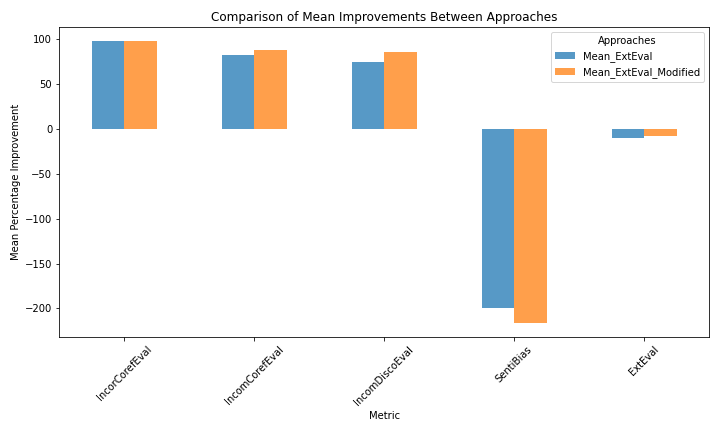 Comparison of Mean Improvements Between Approaches
Approaches
Mean_ExtEval
Mean_ExtEval_Modified
Mean Percentage Improvement
100
50
0
−50
−100
−150
−200
IncorCorefEval
IncomCorefEval
IncomDiscoEval
SentiBias
ExtEval
Metric